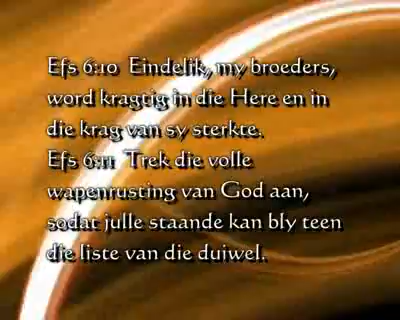 Efs 6:10 Eindelik, my broeders,
word kragtig in die Here en in
die krag van sy sterkte.
Efs 6:11 Trek die volle
wapenrusting van God aan,
sodat julle staande kan bly teen
die liste van die duiwel.